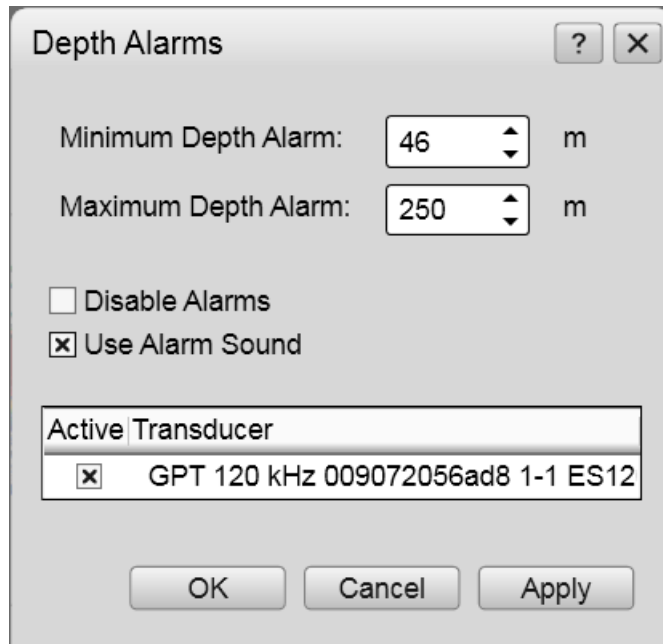 Depth Alarms ?
Minimum Depth Alarm: 46 m
Maximum Depth Alarm: 250 m
Disable Alarms
Use Alarm Sound
Active Transducer
GPT 120 kHz 009072056ad8 1-1 ES12
OK Cancel Apply